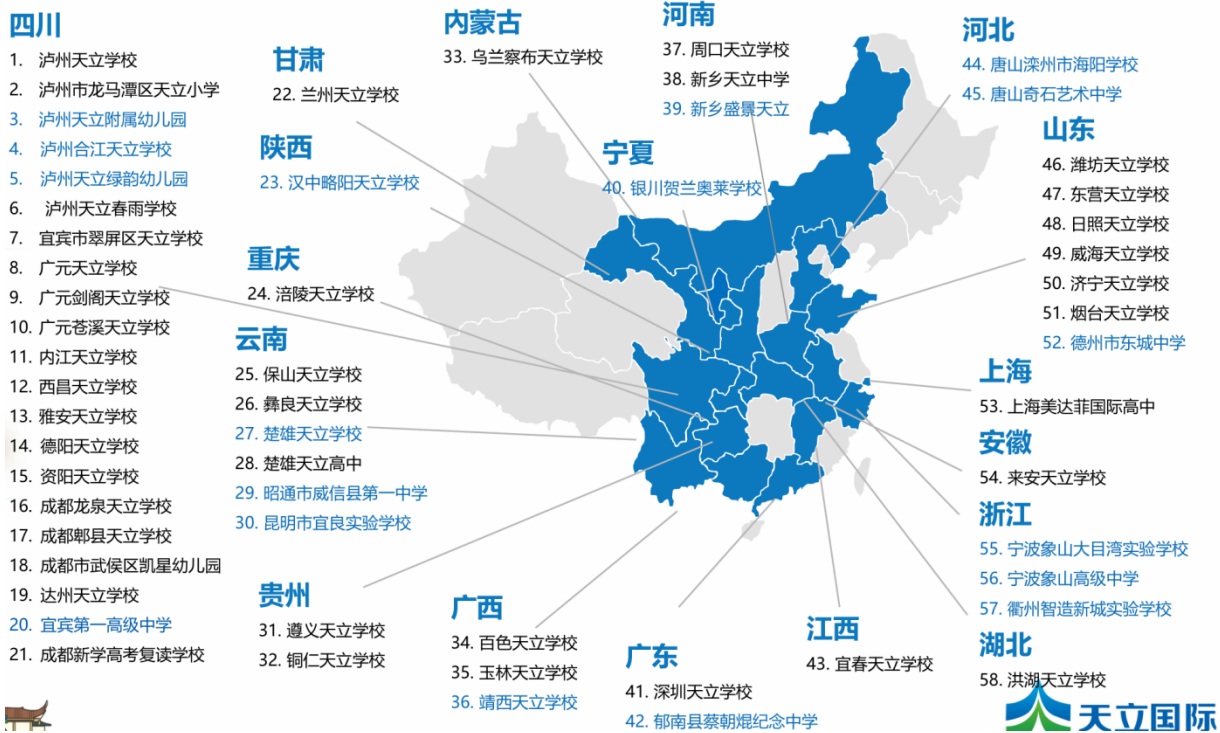 四川
1. 泸州天立学校
2. 泸州市龙马潭区天立小学
3. 泸州天立附属幼儿园
4. 泸州合江天立学校
5. 泸州天立绿韵幼儿园
6. 泸州天立春雨学校
7. 宜宾市翠屏区天立学校
8. 广元天立学校
9. 广元剑阁天立学校
10. 广元苍溪天立学校
11. 内江天立学校
12. 西昌天立学校
13. 雅安天立学校
14. 德阳天立学校
15. 资阳天立学校
16. 成都龙泉天立学校
17. 成都郫县天立学校
18. 成都市武侯区凯星幼儿园
19. 达州天立学校
20. 宜宾第一高级中学
21. 成都新学高考复读学校
甘肃
22. 兰州天立学校
陕西
23. 汉中略阳天立学校
重庆
24. 涪陵天立学校
云南
25. 保山天立学校
26. 彝良天立学校
27. 楚雄天立学校
28. 楚雄天立高中
29. 昭通市威信县第一中学
30. 昆明市宜良实验学校
贵州
31. 遵义天立学校
32. 铜仁天立学校
内蒙古
33. 乌兰察布天立学校
广西
34. 百色天立学校
35. 玉林天立学校
36. 靖西天立学校
河南
37. 周口天立学校
38. 新乡天立中学
39. 新乡盛景天立
宁夏
40. 银川贺兰奥莱学校
广东
41. 深圳天立学校
42. 郁南县蔡朝焜纪念中学
江西
43. 宜春天立学校
河北
44. 唐山滦州市海阳学校
45. 唐山奇石艺术中学
山东
46. 潍坊天立学校
47. 东营天立学校
48. 日照天立学校
49. 威海天立学校
50. 济宁天立学校
51. 烟台天立学校
52. 德州市东城中学
上海
53. 上海美达菲国际高中
安徽
54. 来安天立学校
浙江
55. 宁波象山大目湾实验学校
56. 宁波象山高级中学
57. 衢州智造新城实验学校
湖北
58. 洪湖天立学校
天立国际